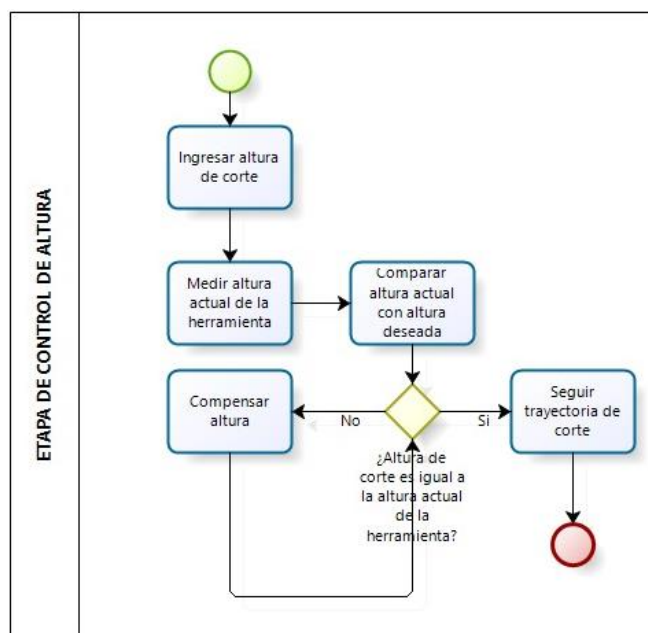 ETAPA DE CONTROL DE ALTURA
Ingresar altura
de corte
Medir altura
actual de la
herramienta
Comparar
altura actual
con altura
deseada
Compensar
altura
No
Si
Seguir
trayectoria de
corte
¿Altura de
corte es igual a
la altura actual
de la
herramienta?